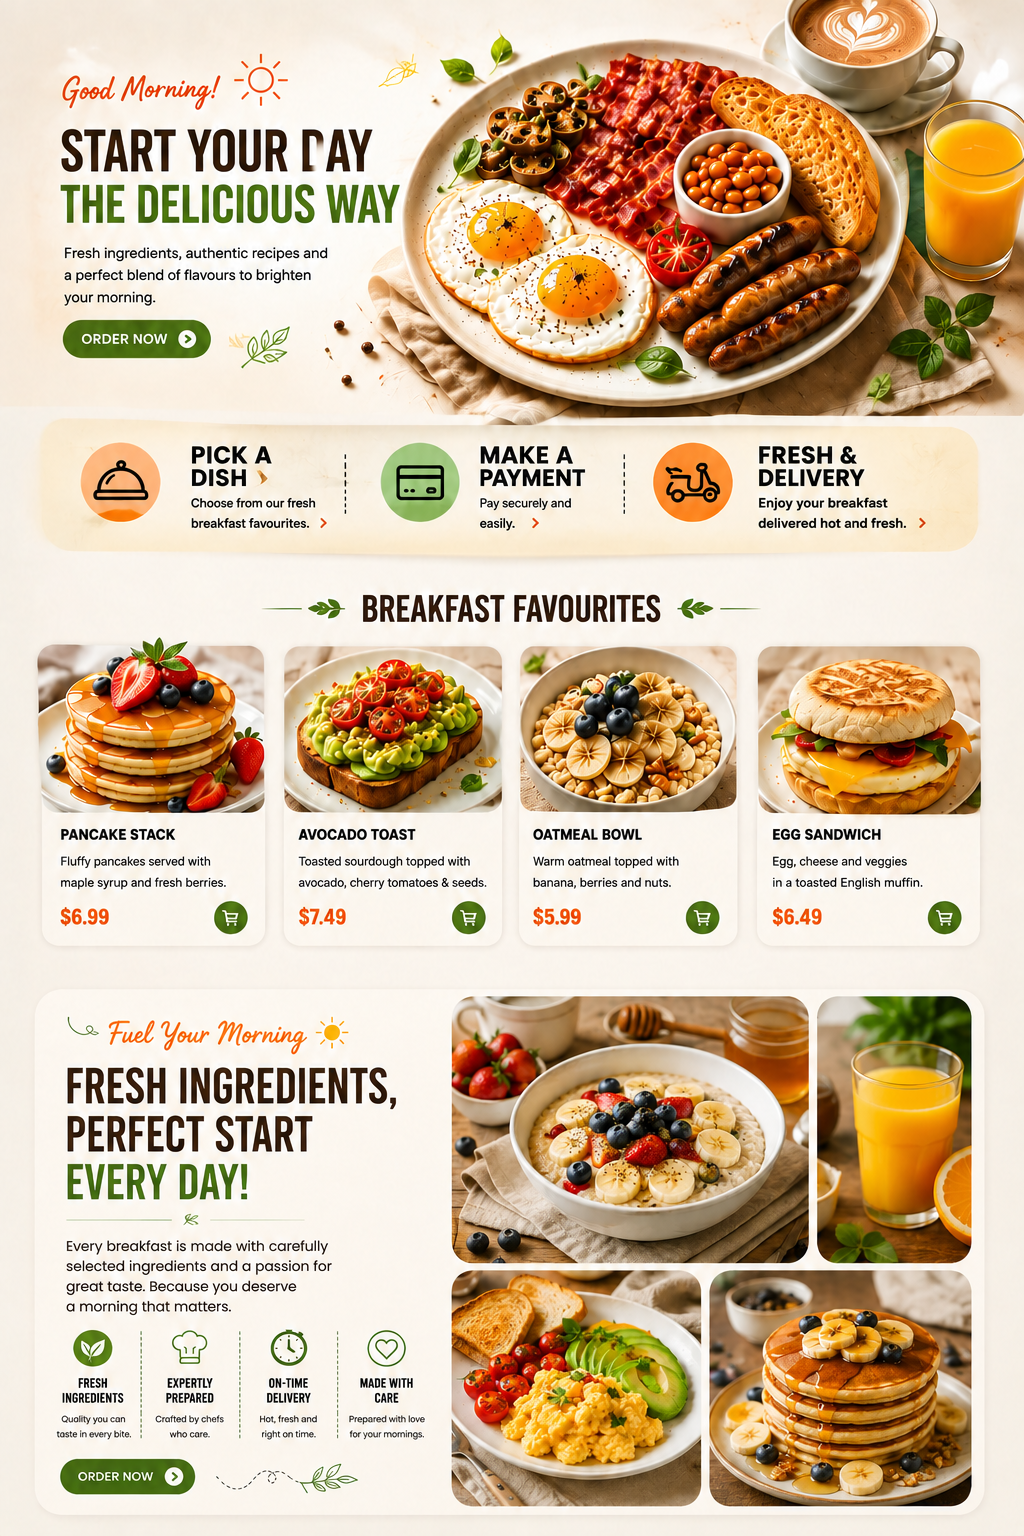 Good Morning!
START YOUR DAY
THE DELICIOUS WAY
Fresh ingredients, authentic recipes and
a perfect blend of flavours to brighten
your morning.
ORDER NOW
PICK A
DISH
Choose from our fresh
breakfast favourites.
MAKE A
PAYMENT
Pay securely and
easily.
FRESH &
DELIVERY
Enjoy your breakfast
delivered hot and fresh.
BREAKFAST FAVOURITES
PANCAKE STACK
Fluffy pancakes served with
maple syrup and fresh berries.
$6.99
AVOCADO TOAST
Toasted sourdough topped with
avocado, cherry tomatoes & seeds.
$7.49
OATMEAL BOWL
Warm oatmeal topped with
banana, berries and nuts.
$5.99
EGG SANDWICH
Egg, cheese and veggies
in a toasted English muffin.
$6.49
Fuel Your Morning
FRESH INGREDIENTS,
PERFECT START
EVERY DAY!
Every breakfast is made with carefully
selected ingredients and a passion for
great taste. Because you deserve
a morning that matters.
FRESH
INGREDIENTS
Quality you can
taste in every bite.
EXPERTLY
PREPARED
Crafted by chefs
who care.
ON-TIME
DELIVERY
Hot, fresh and
right on time.
MADE WITH
CARE
Prepared with love
for your mornings.
ORDER NOW